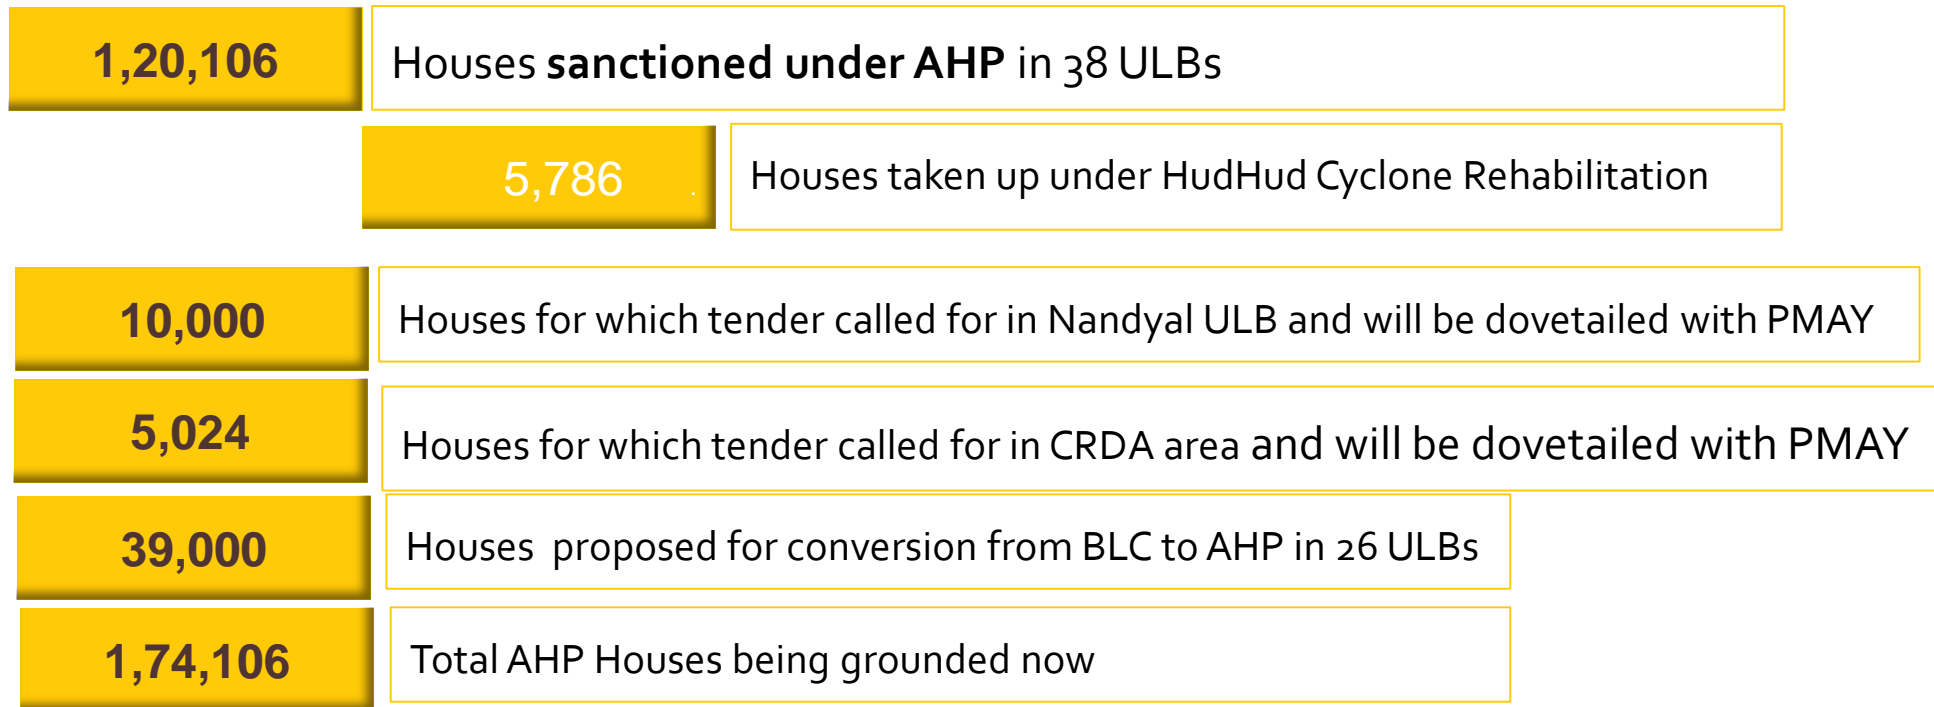 1,20,106 Houses sanctioned under AHP in 38 ULBs
5,786 . Houses taken up under HudHud Cyclone Rehabilitation
10,000 Houses for which tender called for in Nandyal ULB and will be dovetailed with PMAY
5,024 Houses for which tender called for in CRDA area and will be dovetailed with PMAY
39,000 Houses proposed for conversion from BLC to AHP in 26 ULBs
1,74,106 Total AHP Houses being grounded now